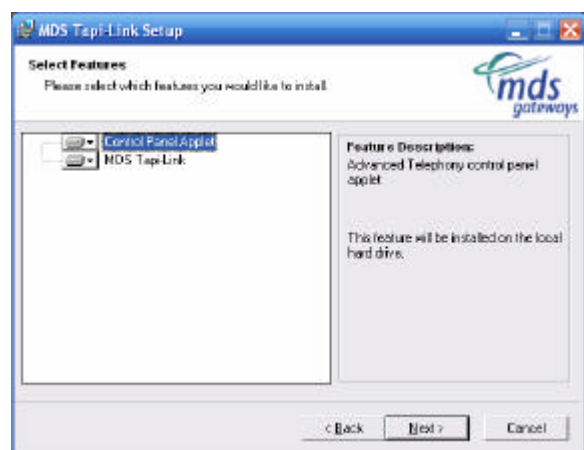 MDS Tapi-Link Setup
Select Features
Please select which features you would like to install.
mds
gateways
Control Panel Applet
MDS Tapi-Link
Feature Description:
Advanced Telephony control panel
applet
This feature will be installed on the local
hard drive.
< Back
Next >
Cancel